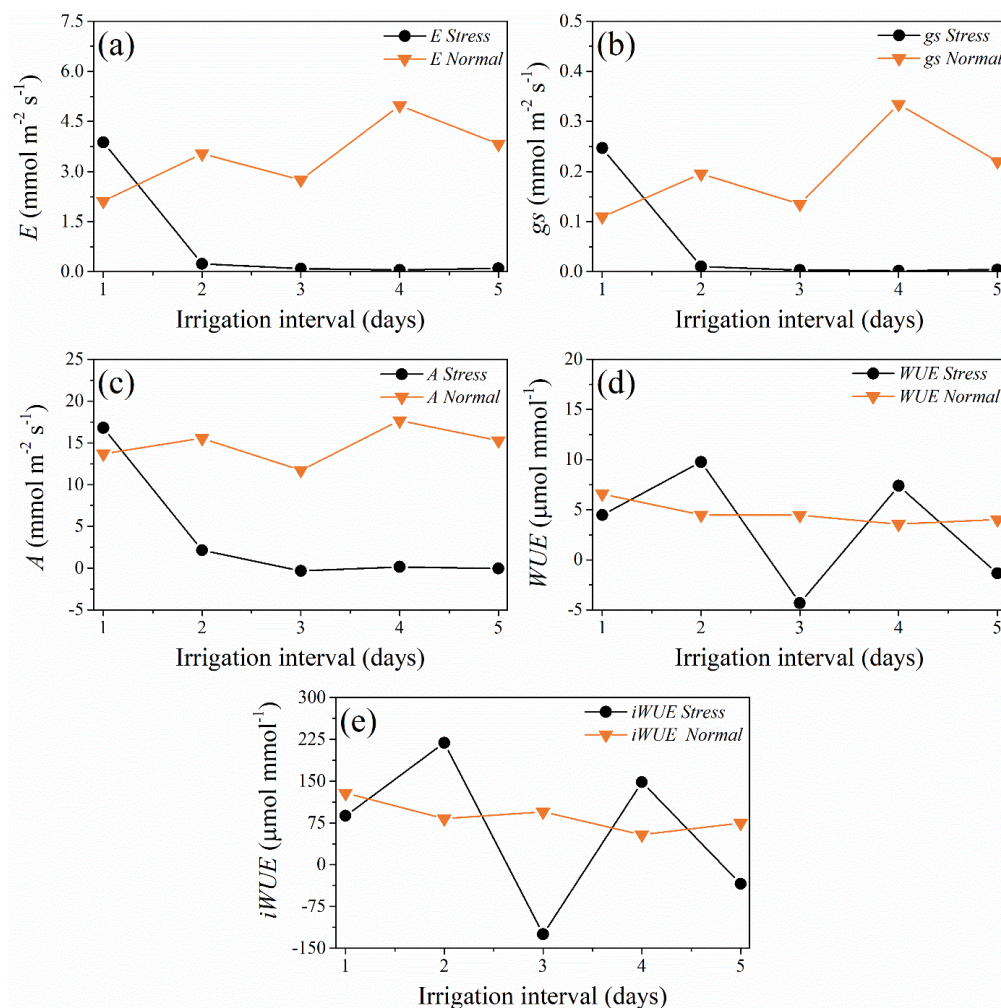 (a)
E Stress
E Normal
E (mmol m⁻² s⁻¹)
7.5
6.0
4.5
3.0
1.5
0.0
1 2 3 4 5
Irrigation interval (days)
(b)
gs Stress
gs Normal
gs (mmol m⁻² s⁻¹)
0.5
0.4
0.3
0.2
0.1
0.0
1 2 3 4 5
Irrigation interval (days)
(c)
A Stress
A Normal
A (mmol m⁻² s⁻¹)
25
20
15
10
5
0
-5
1 2 3 4 5
Irrigation interval (days)
(d)
WUE Stress
WUE Normal
WUE (μmol mmol⁻¹)
20
15
10
5
0
-5
1 2 3 4 5
Irrigation interval (days)
(e)
iWUE Stress
iWUE Normal
iWUE (μmol mmol⁻¹)
300
225
150
75
0
-75
-150
1 2 3 4 5
Irrigation interval (days)